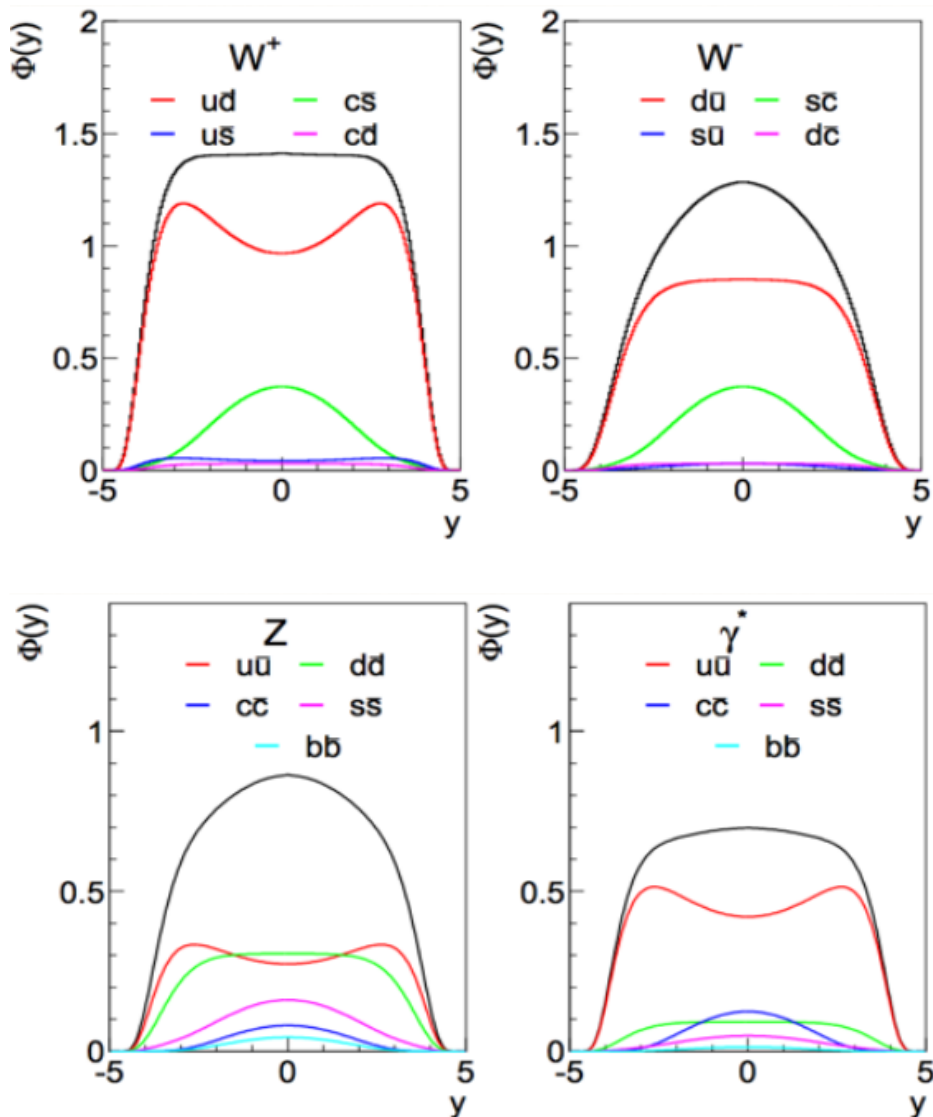 Φ(y)
2
1.5
1
0.5
0
W⁺
ud̄ cs̄
us̄ cd̄
-5 0 5
y
W⁻
dū sc̄
sū dc̄
-5 0 5
y
Φ(y)
1
0.5
0
Z
uū dd̄
cc̄ ss̄
bb̄
-5 0 5
y
Φ(y)
1
0.5
0
γ*
uū dd̄
cc̄ ss̄
bb̄
-5 0 5
y
Φ(y)
2
1.5
1
0.5
0